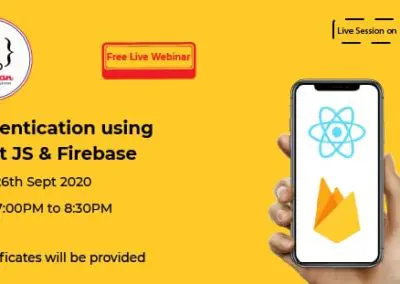 Live Session on
Free Live Webinar
entication using
t JS & Firebase
26th Sept 2020
7:00PM to 8:30PM
ficates will be provided